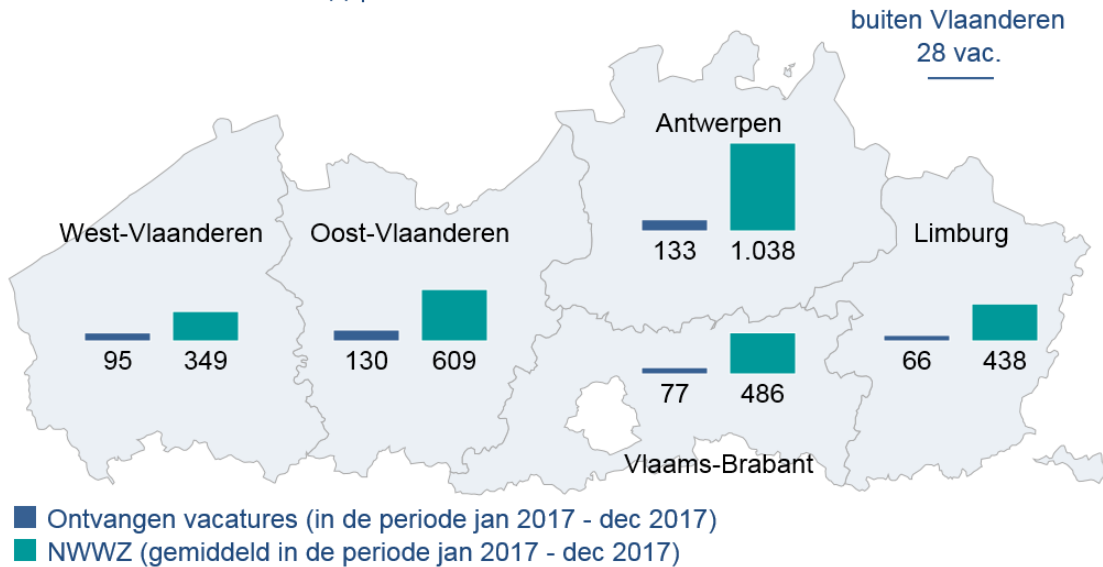 buiten Vlaanderen
28 vac.
Antwerpen
133 1.038
West-Vlaanderen
95 349
Oost-Vlaanderen
130 609
Limburg
66 438
77 486
Vlaams-Brabant
Ontvangen vacatures (in de periode jan 2017 - dec 2017)
NWWZ (gemiddeld in de periode jan 2017 - dec 2017)